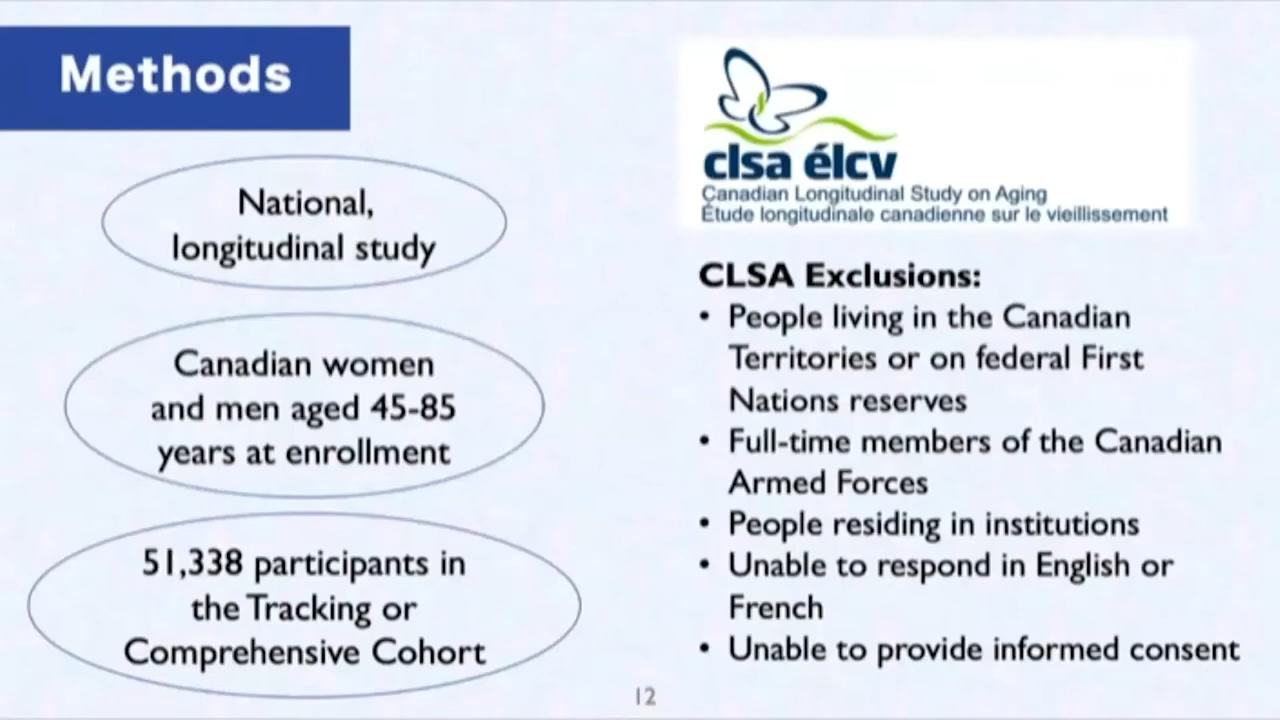 Methods
National,
longitudinal study
Canadian women
and men aged 45-85
years at enrollment
51,338 participants in
the Tracking or
Comprehensive Cohort
clsa élcv
Canadian Longitudinal Study on Aging
Étude longitudinale canadienne sur le vieillissement
CLSA Exclusions:
• People living in the Canadian
Territories or on federal First
Nations reserves
• Full-time members of the Canadian
Armed Forces
• People residing in institutions
• Unable to respond in English or
French
• Unable to provide informed consent
12